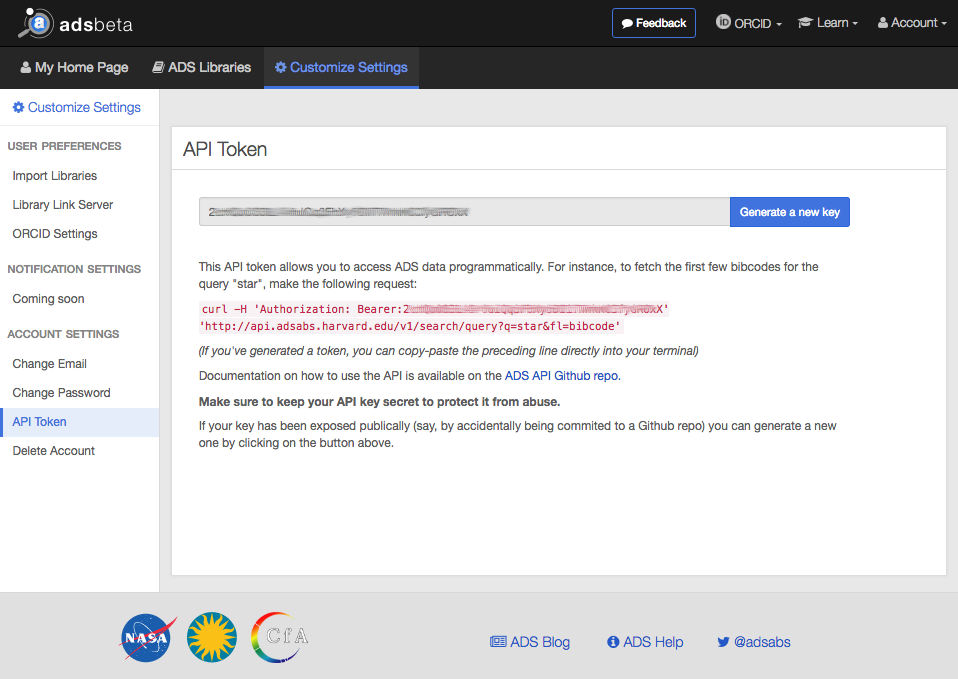 adsbeta
Feedback
iD ORCID
Learn
Account
My Home Page
ADS Libraries
Customize Settings
Customize Settings
USER PREFERENCES
Import Libraries
Library Link Server
ORCID Settings
NOTIFICATION SETTINGS
Coming soon
ACCOUNT SETTINGS
Change Email
Change Password
API Token
Delete Account
API Token
Generate a new key
This API token allows you to access ADS data programmatically. For instance, to fetch the first few bibcodes for the
query "star", make the following request:
curl -H 'Authorization: Bearer:
'http://api.adsabs.harvard.edu/v1/search/query?q=star&fl=bibcode'
(If you've generated a token, you can copy-paste the preceding line directly into your terminal)
Documentation on how to use the API is available on the ADS API Github repo.
Make sure to keep your API key secret to protect it from abuse.
If your key has been exposed publically (say, by accidentally being commited to a Github repo) you can generate a new
one by clicking on the button above.
NASA
CfA
ADS Blog
ADS Help
@adsabs